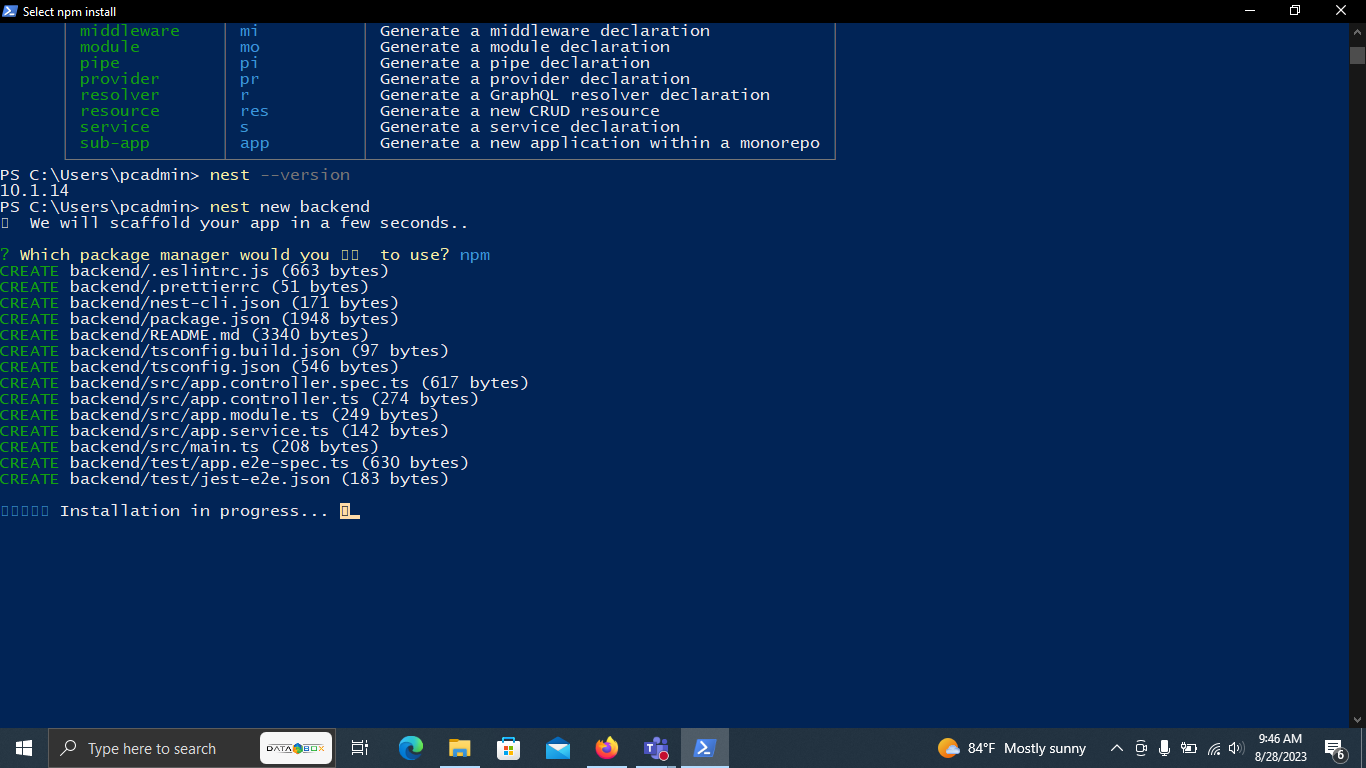 Select npm install
middleware mi Generate a middleware declaration
module mo Generate a module declaration
pipe pi Generate a pipe declaration
provider pr Generate a provider declaration
resolver r Generate a GraphQL resolver declaration
resource res Generate a new CRUD resource
service s Generate a service declaration
sub-app app Generate a new application within a monorepo
PS C:\Users\pcadmin> nest --version
10.1.14
PS C:\Users\pcadmin> nest new backend
We will scaffold your app in a few seconds..
? Which package manager would you to use? npm
CREATE backend/.eslintrc.js (663 bytes)
CREATE backend/.prettierrc (51 bytes)
CREATE backend/nest-cli.json (171 bytes)
CREATE backend/package.json (1948 bytes)
CREATE backend/README.md (3340 bytes)
CREATE backend/tsconfig.build.json (97 bytes)
CREATE backend/tsconfig.json (546 bytes)
CREATE backend/src/app.controller.spec.ts (617 bytes)
CREATE backend/src/app.controller.ts (274 bytes)
CREATE backend/src/app.module.ts (249 bytes)
CREATE backend/src/app.service.ts (142 bytes)
CREATE backend/src/main.ts (208 bytes)
CREATE backend/test/app.e2e-spec.ts (630 bytes)
CREATE backend/test/jest-e2e.json (183 bytes)
Installation in progress...
Type here to search
DATABOX
84°F Mostly sunny
9:46 AM
8/28/2023
6